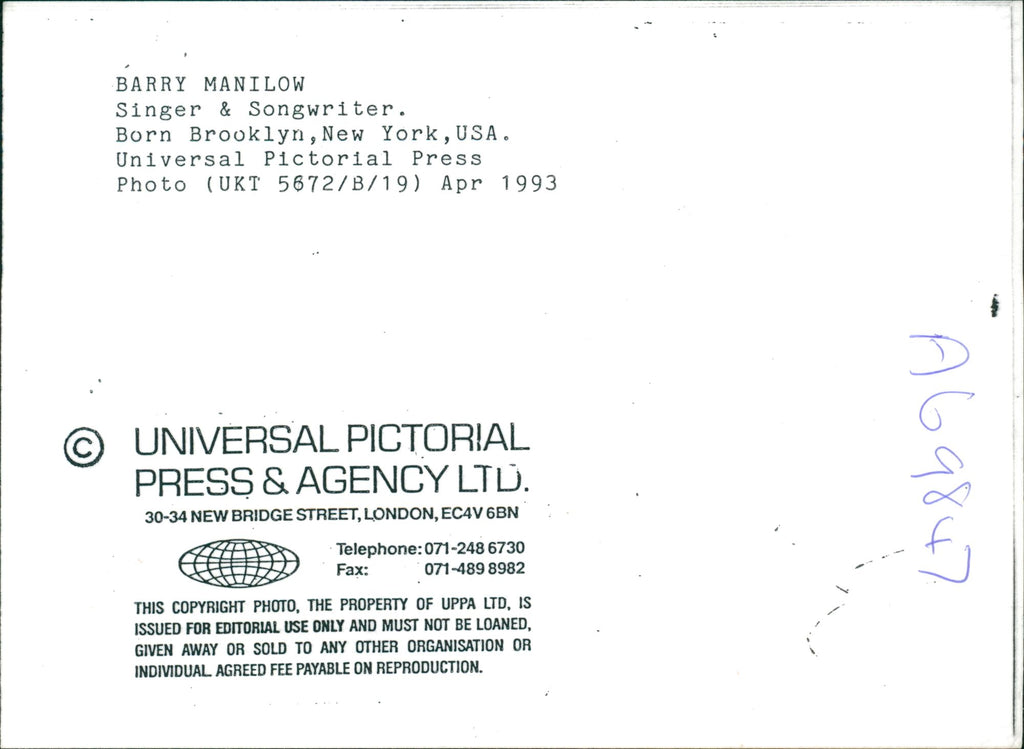 BARRY MANILOW
Singer & Songwriter.
Born Brooklyn,New York,USA.
Universal Pictorial Press
Photo (UKT 5672/B/19) Apr 1993
A69847
© UNIVERSAL PICTORIAL
PRESS & AGENCY LTD.
30-34 NEW BRIDGE STREET, LONDON, EC4V 6BN
Telephone: 071-248 6730
Fax: 071-489 8982
THIS COPYRIGHT PHOTO, THE PROPERTY OF UPPA LTD, IS
ISSUED FOR EDITORIAL USE ONLY AND MUST NOT BE LOANED,
GIVEN AWAY OR SOLD TO ANY OTHER ORGANISATION OR
INDIVIDUAL. AGREED FEE PAYABLE ON REPRODUCTION.